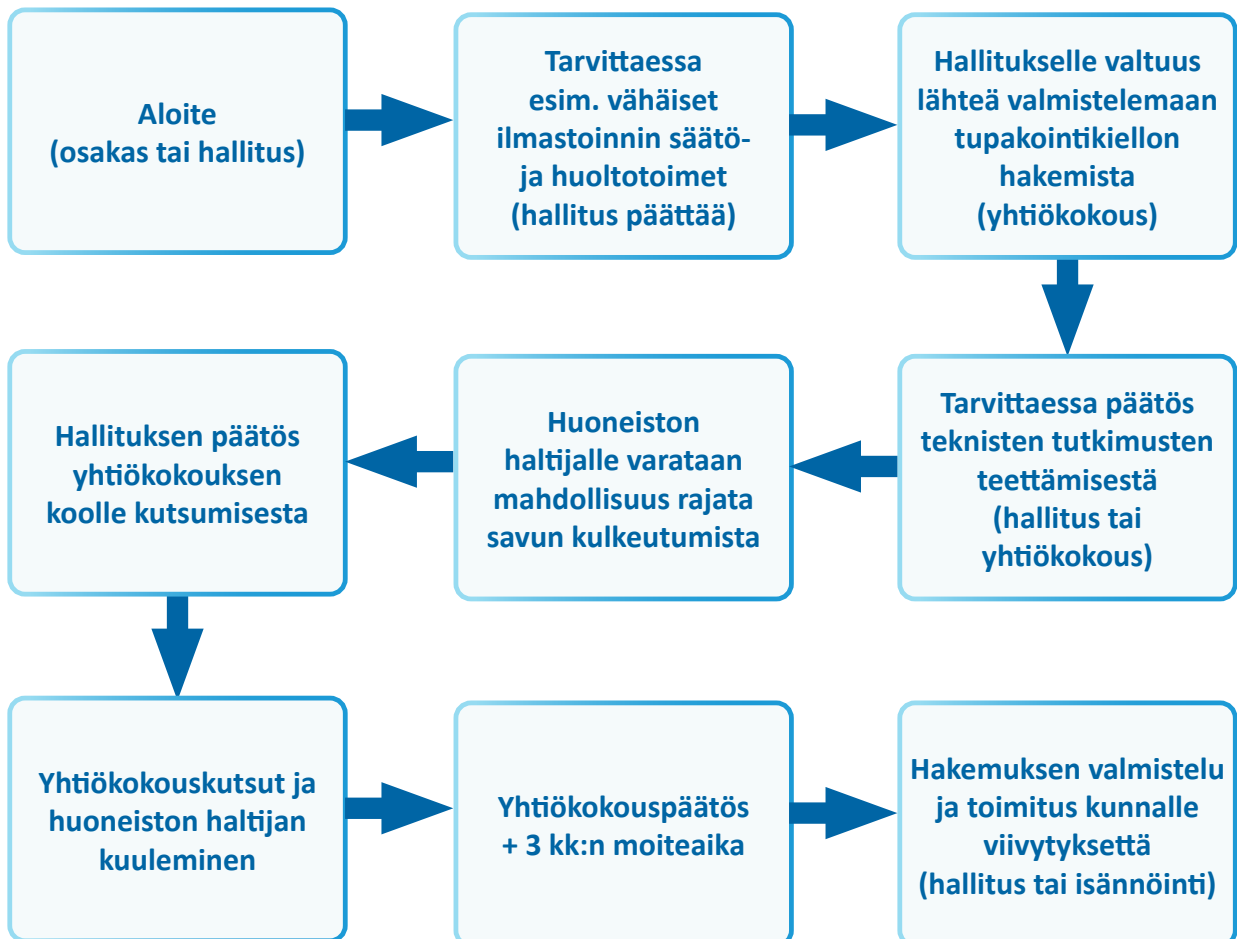 Aloite
(osakas tai hallitus)
Tarvittaessa
esim. vähäiset
ilmastoinnin säätö-
ja huoltotoimet
(hallitus päättää)
Hallitukselle valtuus
lähteä valmistelemaan
tupakointikiellon
hakemista
(yhtiökokous)
Tarvittaessa päätös
teknisten tutkimusten
teettämisestä
(hallitus tai
yhtiökokous)
Huoneiston
haltijalle varataan
mahdollisuus rajata
savun kulkeutumista
Hallituksen päätös
yhtiökokouksen
koolle kutsumisesta
Yhtiökokouskutsut ja
huoneiston haltijan
kuuleminen
Yhtiökokouspäätös
+ 3 kk:n moiteaika
Hakemuksen valmistelu
ja toimitus kunnalle
viivytyksettä
(hallitus tai isännöinti)